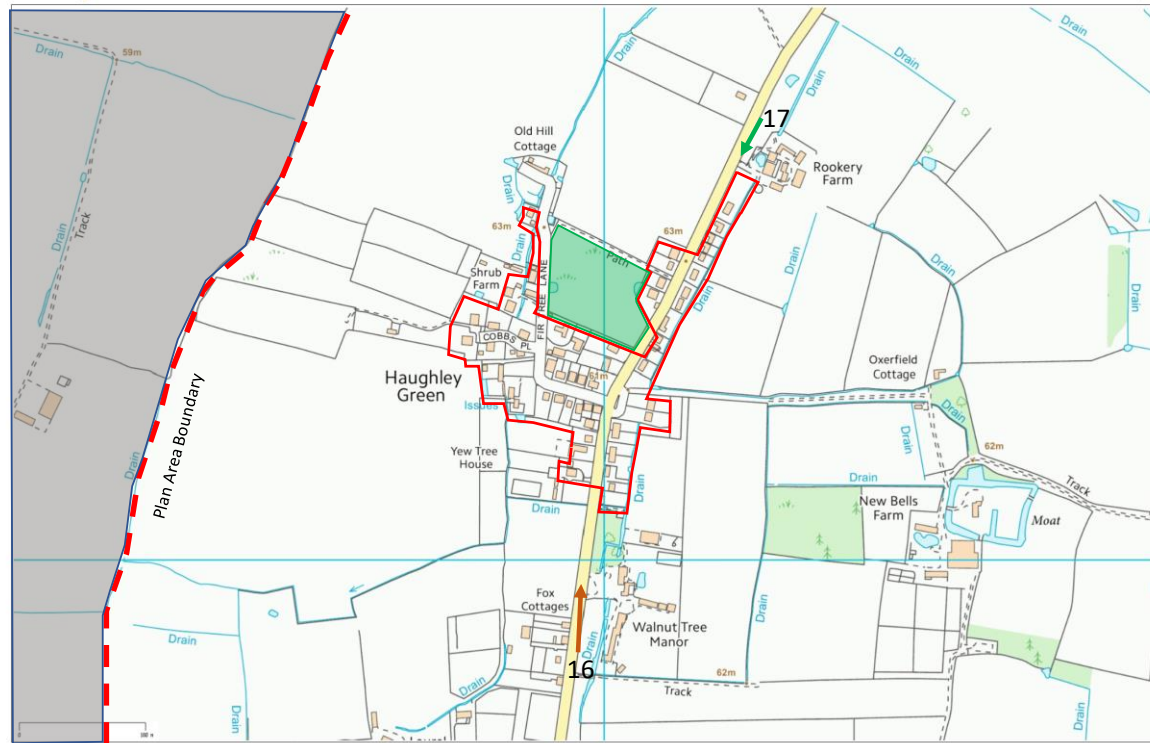 59m
Drain
Drain
Drain
Drain
17
Old Hill
Cottage
Rookery
Farm
Drain
Track
Drain
63m
63m
Path
Drain
Drain
Drain
Shrub
Farm
Drain
Drain
FIR TREE LANE
COBBS PL
Oxerfield
Cottage
Haughley
Green
61m
Issues
Drain
Plan Area Boundary
Yew Tree
House
Drain
62m
Drain
Drain
Drain
Track
Drain
New Bells
Farm
Moat
Drain
Fox
Cottages
Walnut Tree
Manor
Drain
Drain
Drain
16
62m
Track
Drain
Drain
Drain